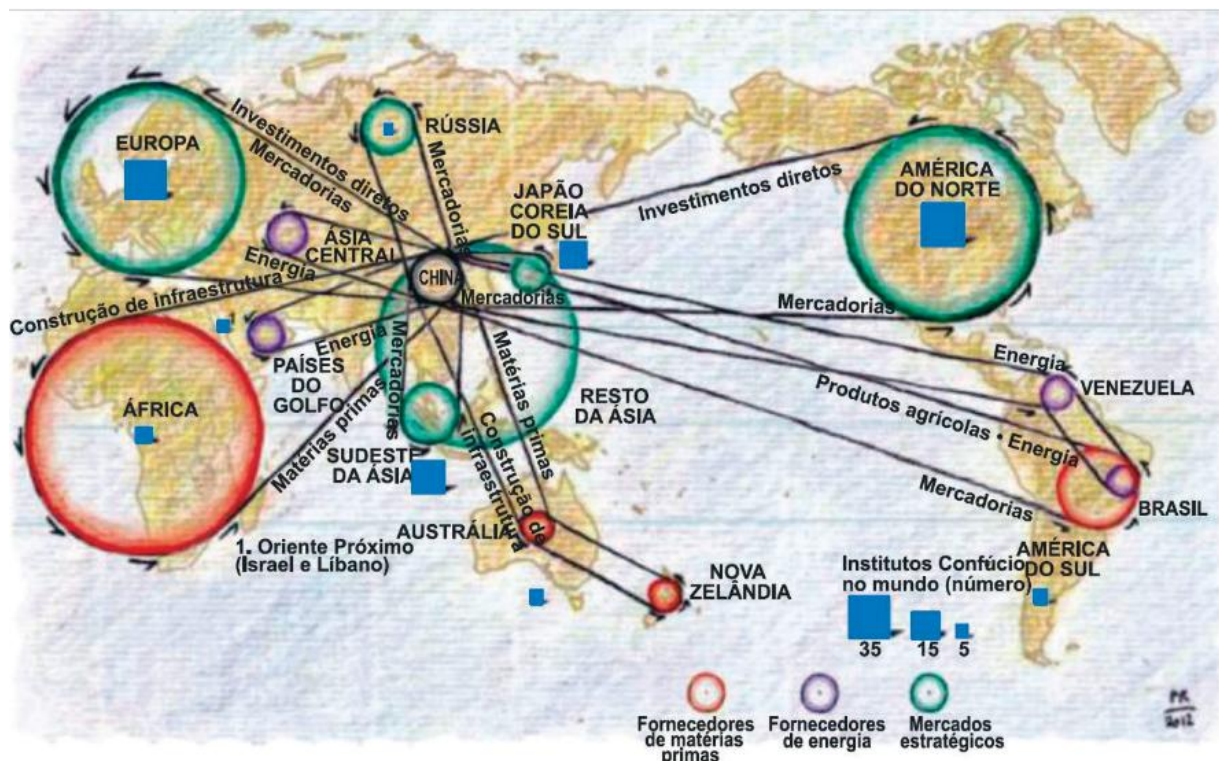 EUROPA
Investimentos diretos
Mercadorias
RÚSSIA
Mercadorias
JAPÃO
COREIA
DO SUL
Investimentos diretos
AMÉRICA
DO NORTE
ÁSIA
CENTRAL
Energia
CHINA
Mercadorias
Mercadorias
Construção de infraestrutura
1
Energia
PAÍSES
DO
GOLFO
Mercadorias
Matérias primas
RESTO
DA ÁSIA
Energia
VENEZUELA
Produtos agrícolas • Energia
ÁFRICA
Matérias primas
SUDESTE
DA ÁSIA
Construção de
infraestrutura
Mercadorias
BRASIL
AUSTRÁLIA
1. Oriente Próximo
(Israel e Líbano)
NOVA
ZELÂNDIA
AMÉRICA
DO SUL
Institutos Confúcio
no mundo (número)
35 15 5
Fornecedores
de matérias
primas
Fornecedores
de energia
Mercados
estratégicos
PR
2012